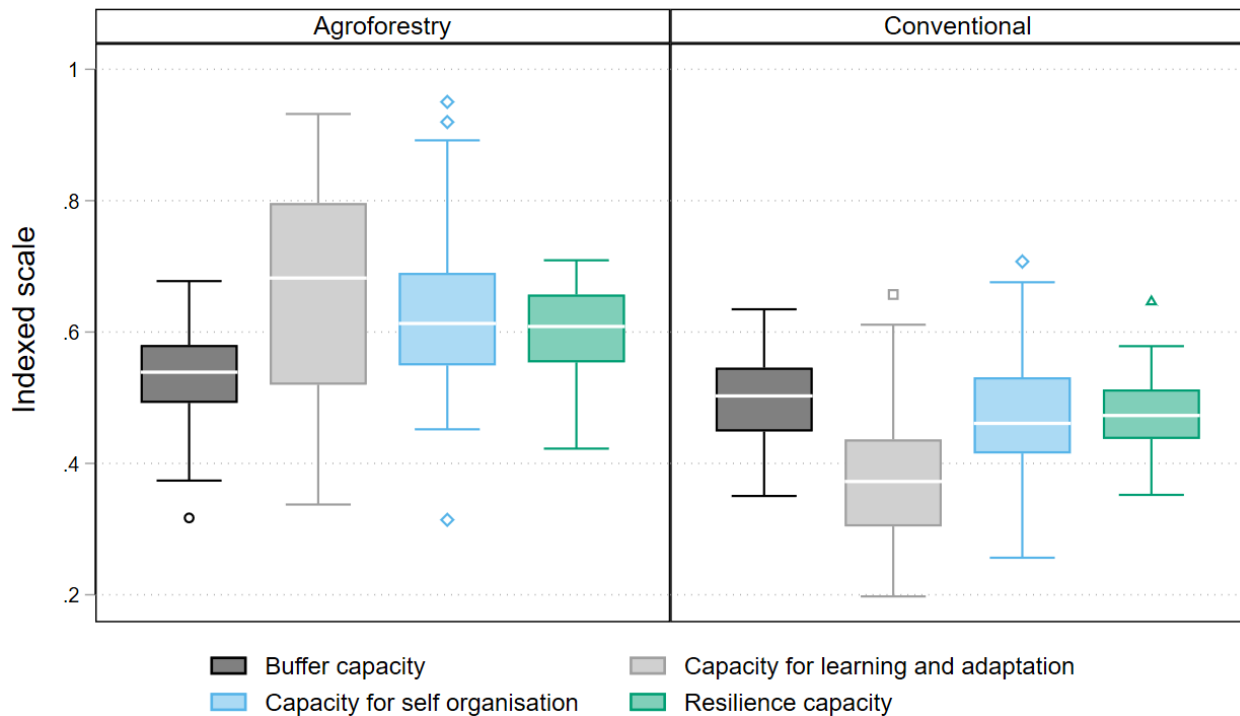 Agroforestry Conventional
Indexed scale
1
.8
.6
.4
.2
Buffer capacity Capacity for learning and adaptation
Capacity for self organisation Resilience capacity